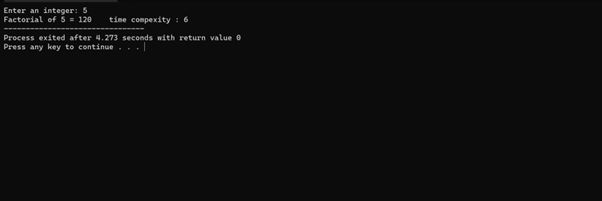 Enter an integer: 5
Factorial of 5 = 120    time compexity : 6
--------------------------------
Process exited after 4.273 seconds with return value 0
Press any key to continue . . .